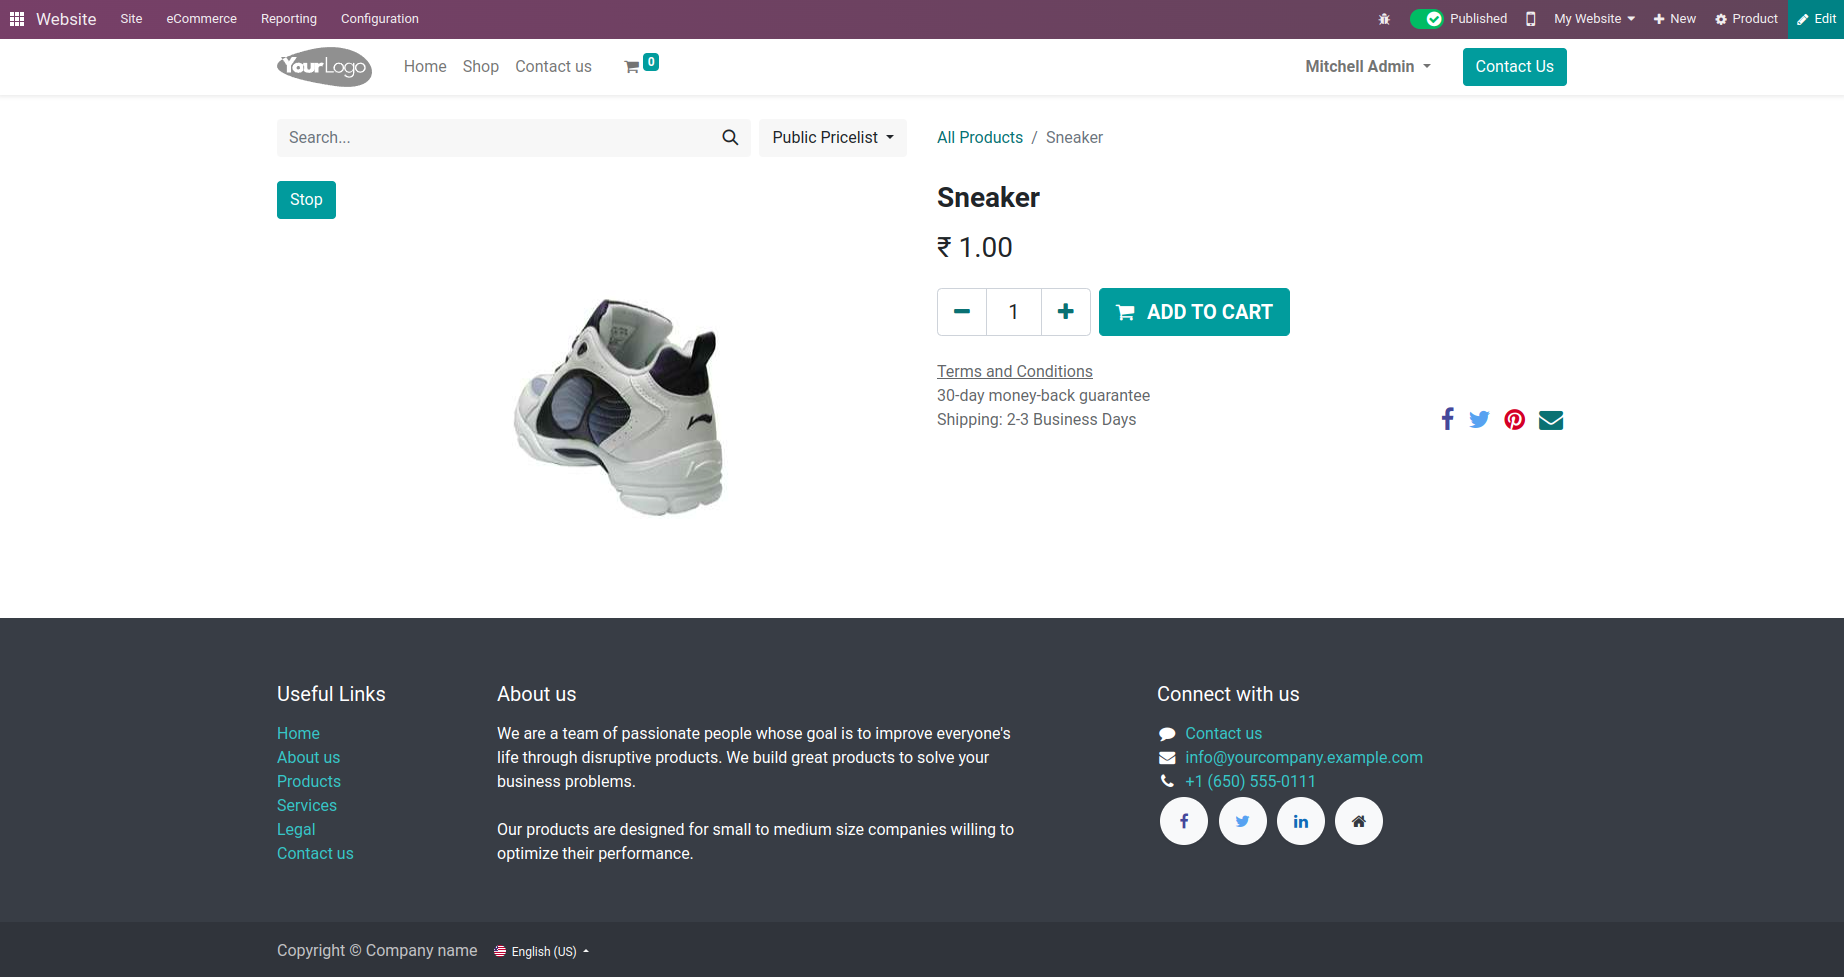 Website Site eCommerce Reporting Configuration Published My Website New Product Edit
YourLogo Home Shop Contact us 0 Mitchell Admin Contact Us
Search... Public Pricelist All Products / Sneaker
Stop
Sneaker
₹ 1.00
1 ADD TO CART
Terms and Conditions
30-day money-back guarantee
Shipping: 2-3 Business Days
Useful Links
Home
About us
Products
Services
Legal
Contact us
About us
We are a team of passionate people whose goal is to improve everyone's
life through disruptive products. We build great products to solve your
business problems.
Our products are designed for small to medium size companies willing to
optimize their performance.
Connect with us
Contact us
info@yourcompany.example.com
+1 (650) 555-0111
Copyright © Company name English (US)